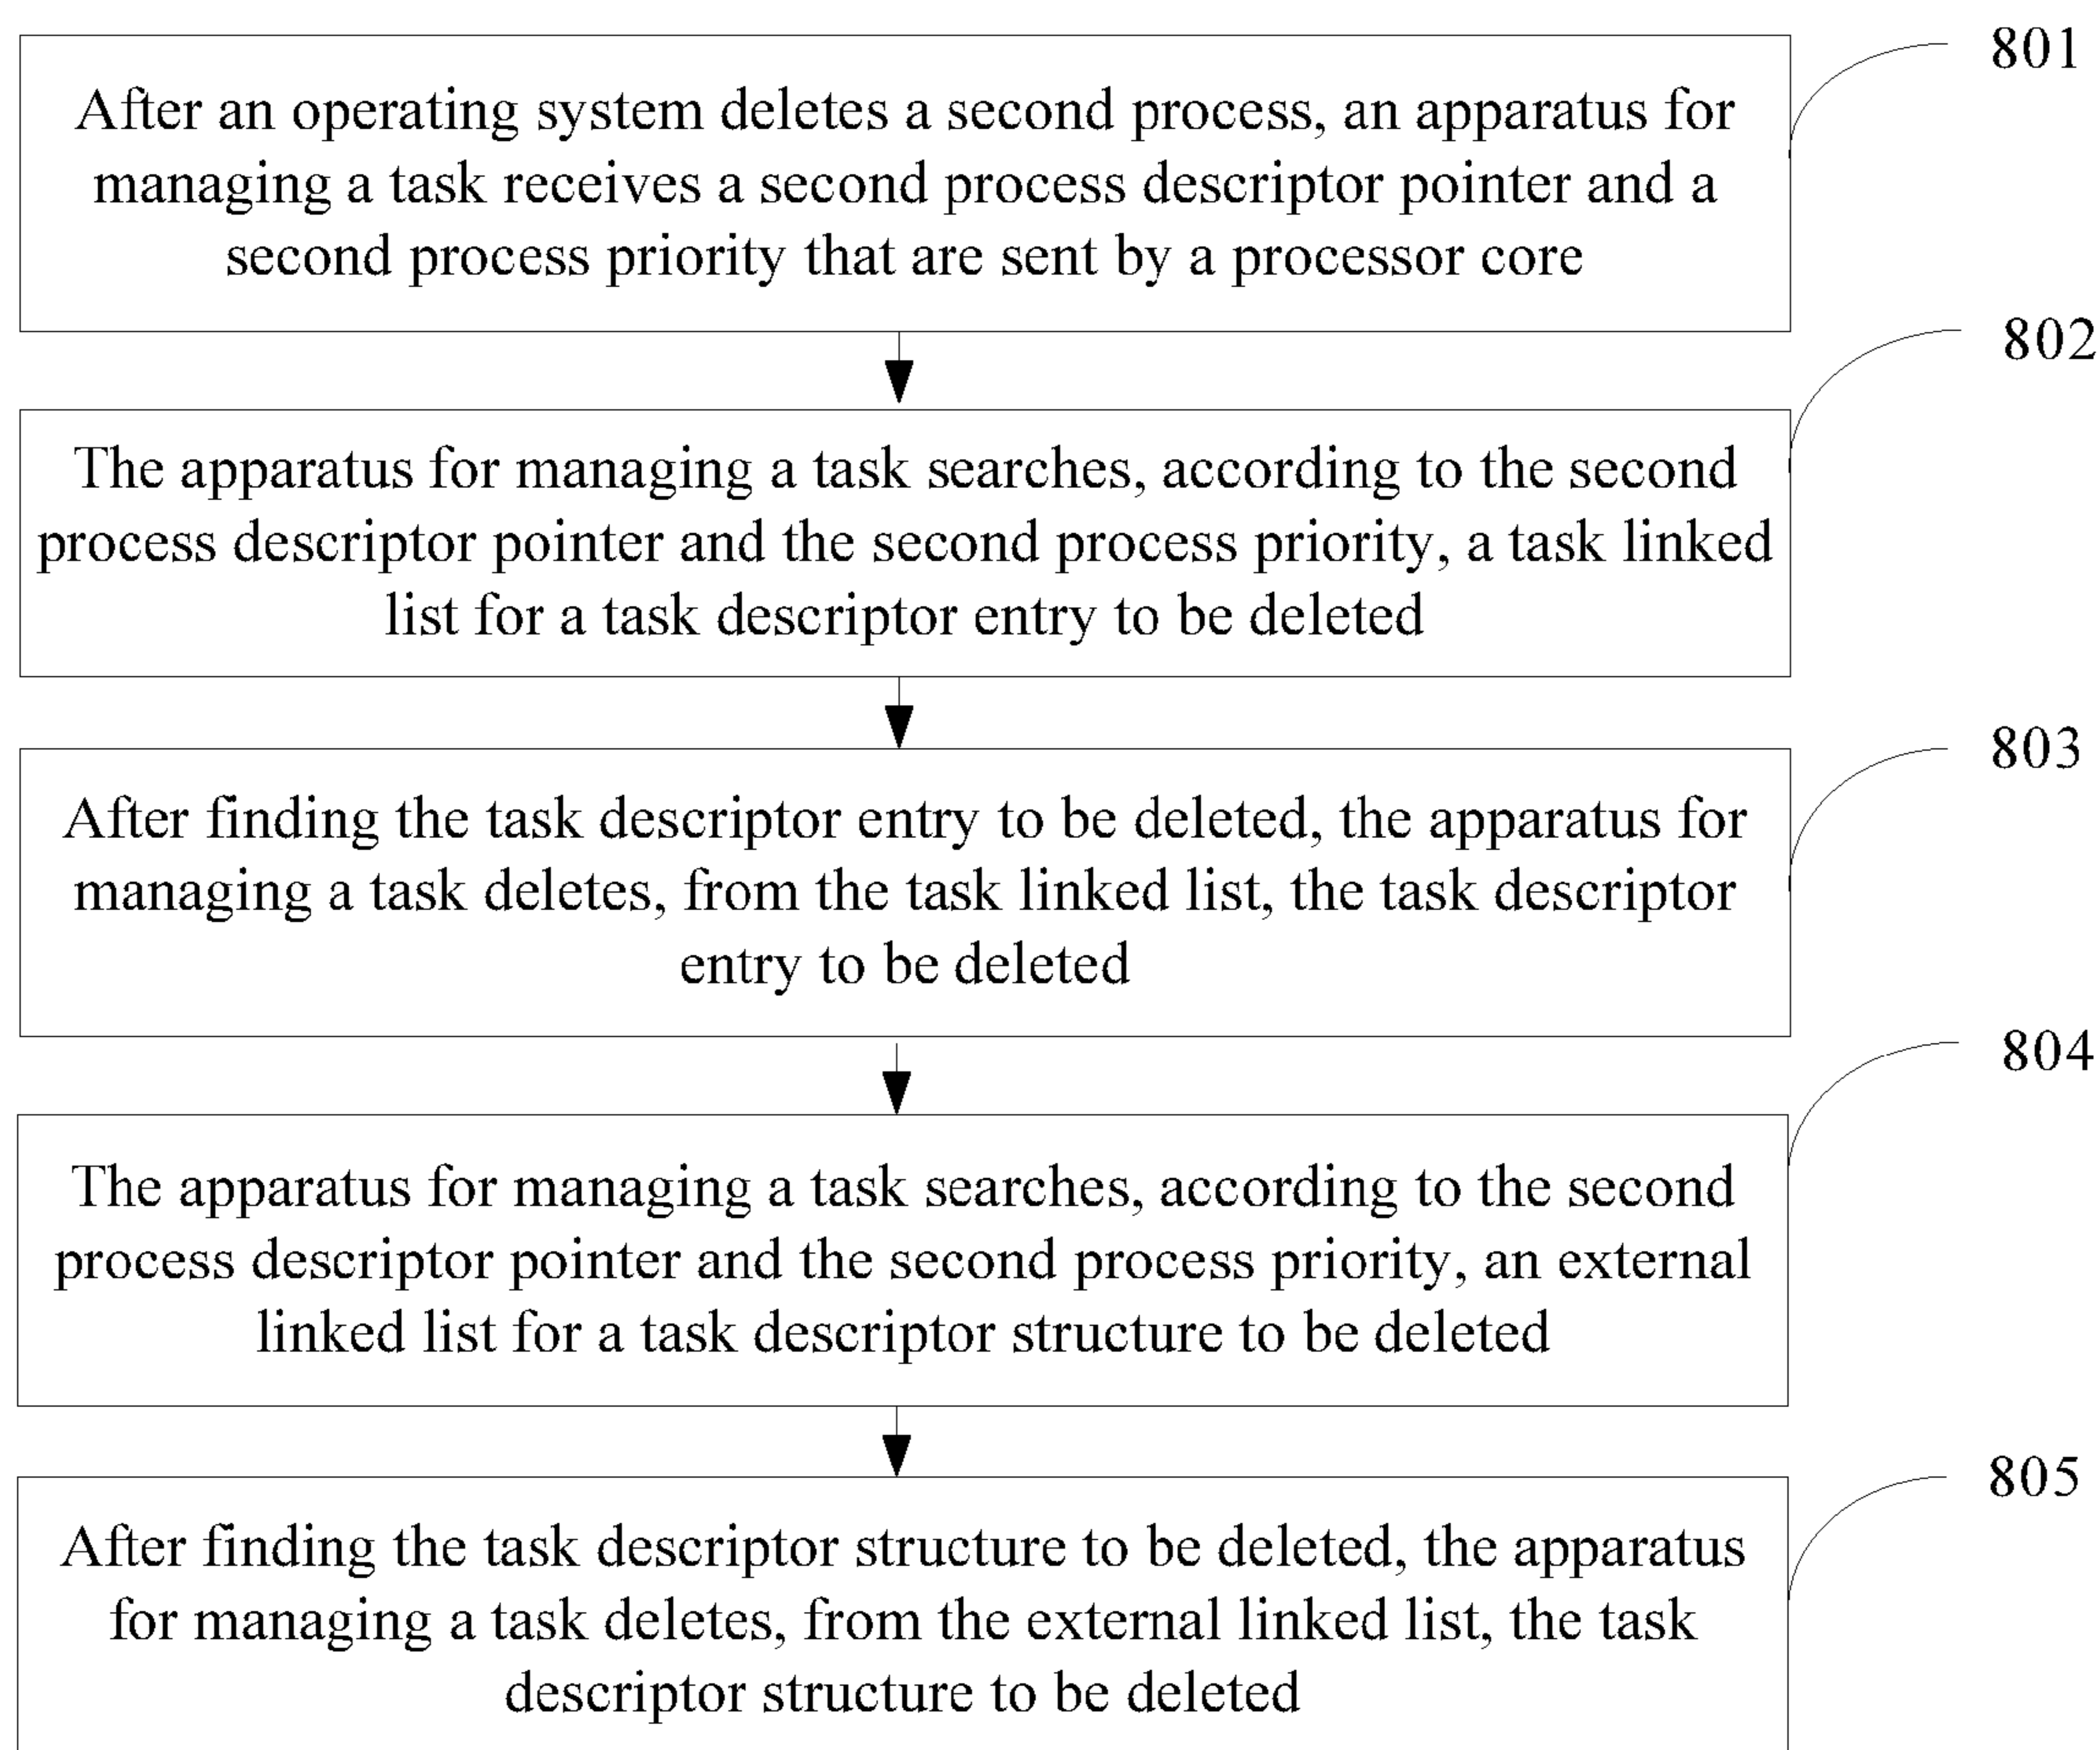 801
After an operating system deletes a second process, an apparatus for
managing a task receives a second process descriptor pointer and a
second process priority that are sent by a processor core
802
The apparatus for managing a task searches, according to the second
process descriptor pointer and the second process priority, a task linked
list for a task descriptor entry to be deleted
803
After finding the task descriptor entry to be deleted, the apparatus for
managing a task deletes, from the task linked list, the task descriptor
entry to be deleted
804
The apparatus for managing a task searches, according to the second
process descriptor pointer and the second process priority, an external
linked list for a task descriptor structure to be deleted
805
After finding the task descriptor structure to be deleted, the apparatus
for managing a task deletes, from the external linked list, the task
descriptor structure to be deleted